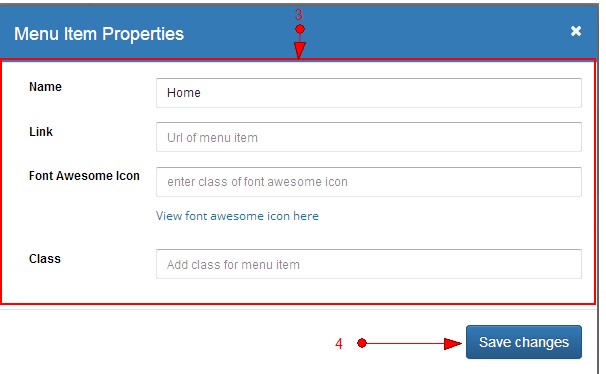 3
Menu Item Properties ×
Name Home
Link Url of menu item
Font Awesome Icon enter class of font awesome icon
View font awesome icon here
Class Add class for menu item
4 Save changes